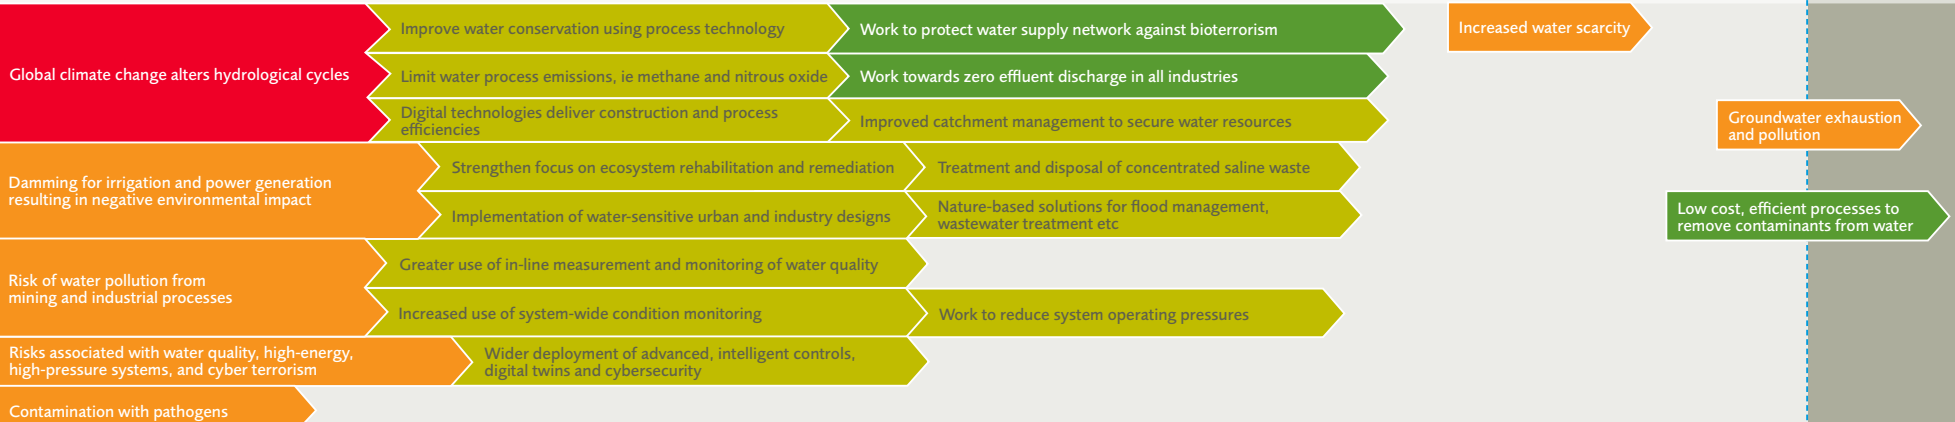 Improve water conservation using process technology
Work to protect water supply network against bioterrorism
Increased water scarcity
Global climate change alters hydrological cycles
Limit water process emissions, ie methane and nitrous oxide
Work towards zero effluent discharge in all industries
Digital technologies deliver construction and process
efficiencies
Improved catchment management to secure water resources
Groundwater exhaustion
and pollution
Damming for irrigation and power generation
resulting in negative environmental impact
Strengthen focus on ecosystem rehabilitation and remediation
Treatment and disposal of concentrated saline waste
Implementation of water-sensitive urban and industry designs
Nature-based solutions for flood management,
wastewater treatment etc
Low cost, efficient processes to
remove contaminants from water
Risk of water pollution from
mining and industrial processes
Greater use of in-line measurement and monitoring of water quality
Increased use of system-wide condition monitoring
Work to reduce system operating pressures
Risks associated with water quality, high-energy,
high-pressure systems, and cyber terrorism
Wider deployment of advanced, intelligent controls,
digital twins and cybersecurity
Contamination with pathogens